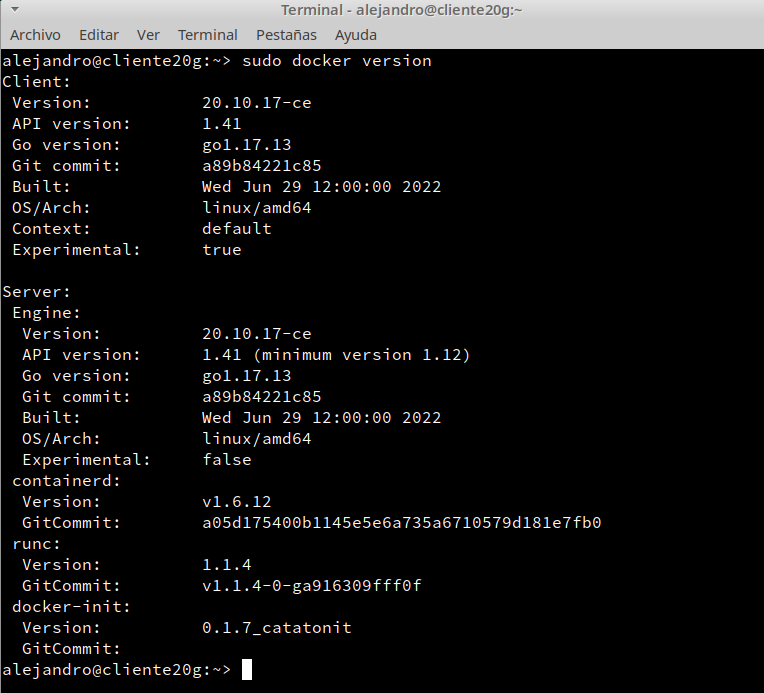 Terminal - alejandro@cliente20g:~
Archivo Editar Ver Terminal Pestañas Ayuda
alejandro@cliente20g:~> sudo docker version
Client:
 Version:           20.10.17-ce
 API version:       1.41
 Go version:        go1.17.13
 Git commit:        a89b84221c85
 Built:             Wed Jun 29 12:00:00 2022
 OS/Arch:           linux/amd64
 Context:           default
 Experimental:      true

Server:
 Engine:
  Version:          20.10.17-ce
  API version:      1.41 (minimum version 1.12)
  Go version:       go1.17.13
  Git commit:       a89b84221c85
  Built:            Wed Jun 29 12:00:00 2022
  OS/Arch:          linux/amd64
  Experimental:     false
 containerd:
  Version:          v1.6.12
  GitCommit:        a05d175400b1145e5e6a735a6710579d181e7fb0
 runc:
  Version:          1.1.4
  GitCommit:        v1.1.4-0-ga916309fff0f
 docker-init:
  Version:          0.1.7_catatonit
  GitCommit:
alejandro@cliente20g:~>